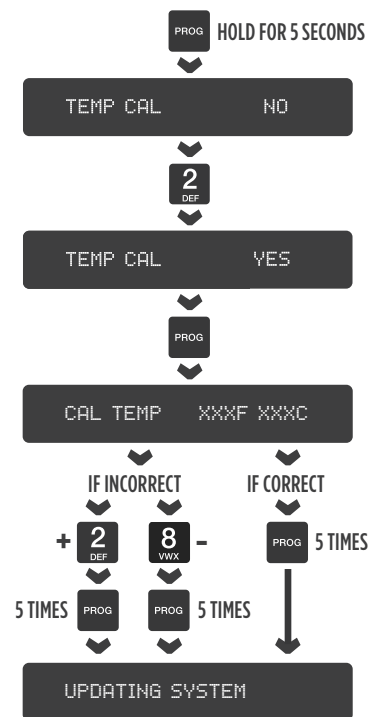 PROG HOLD FOR 5 SECONDS
TEMP CAL NO
2
DEF
TEMP CAL YES
PROG
CAL TEMP XXXF XXXC
IF INCORRECT IF CORRECT
+ 2 DEF 8 VWX - PROG 5 TIMES
5 TIMES PROG PROG 5 TIMES
UPDATING SYSTEM